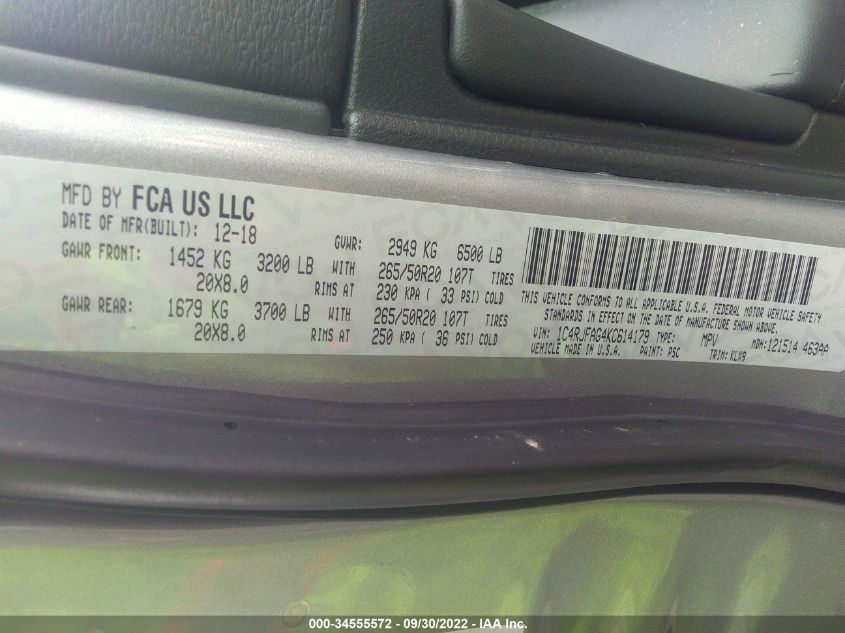 MFD BY FCA US LLC
DATE OF MFR(BUILT): 12-18 GVWR: 2949 KG 6500 LB
GAWR FRONT: 1452 KG 3200 LB WITH 265/50R20 107T TIRES
20X8.0 RIMS AT 230 KPA ( 33 PSI) COLD
GAWR REAR: 1679 KG 3700 LB WITH 265/50R20 107T TIRES
20X8.0 RIMS AT 250 KPA ( 36 PSI) COLD
THIS VEHICLE CONFORMS TO ALL APPLICABLE U.S.A. FEDERAL MOTOR VEHICLE SAFETY
STANDARDS IN EFFECT ON THE DATE OF MANUFACTURE SHOWN ABOVE.
VIN: 1C4RJFAG4KC614179 TYPE: MPV MDH: 121514 463AA
VEHICLE MADE IN U.S.A. PAINT: PSC TRIM: KLX9
000-34555572 - 09/30/2022 - IAA Inc.